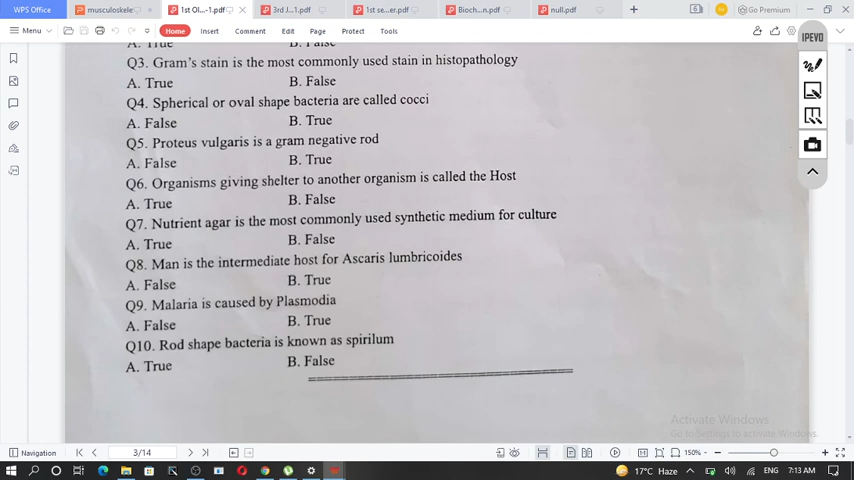 WPS Office
musculoskele
1st Ol...-1.pdf
3rd J...1.pdf
1st se...er.pdf
Bioch...n.pdf
null.pdf
Go Premium
Menu
Home
Insert
Comment
Edit
Page
Protect
Tools
IPEVO
A. True B. False
Q3. Gram's stain is the most commonly used stain in histopathology
A. True B. False
Q4. Spherical or oval shape bacteria are called cocci
A. False B. True
Q5. Proteus vulgaris is a gram negative rod
A. False B. True
Q6. Organisms giving shelter to another organism is called the Host
A. True B. False
Q7. Nutrient agar is the most commonly used synthetic medium for culture
A. True B. False
Q8. Man is the intermediate host for Ascaris lumbricoides
A. False B. True
Q9. Malaria is caused by Plasmodia
A. False B. True
Q10. Rod shape bacteria is known as spirilum
A. True B. False
Activate Windows
Go to Settings to activate Windows.
Navigation
3/14
150%
17°C Haze
ENG
7:13 AM